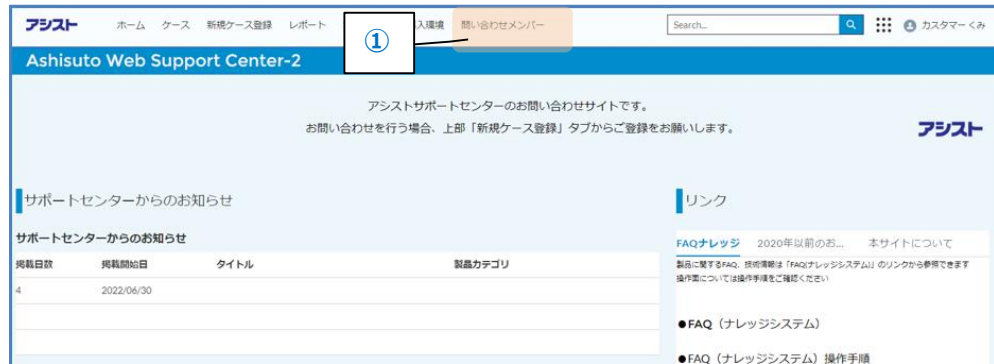 アシスト ホーム ケース 新規ケース登録 レポート 入環境 問い合わせメンバー Search... カスタマーくみ
①
Ashisuto Web Support Center-2
アシストサポートセンターのお問い合わせサイトです。
お問い合わせを行う場合、上部「新規ケース登録」タブからご登録をお願いします。
アシスト
サポートセンターからのお知らせ
サポートセンターからのお知らせ
掲載日数 掲載開始日 タイトル 製品カテゴリ
4 2022/06/30
リンク
FAQナレッジ 2020年以前のお... 本サイトについて
製品に関するFAQ、技術情報は「FAQ(ナレッジシステム)」のリンクから参照できます
操作面については操作手順をご確認ください
●FAQ（ナレッジシステム）
●FAQ（ナレッジシステム）操作手順